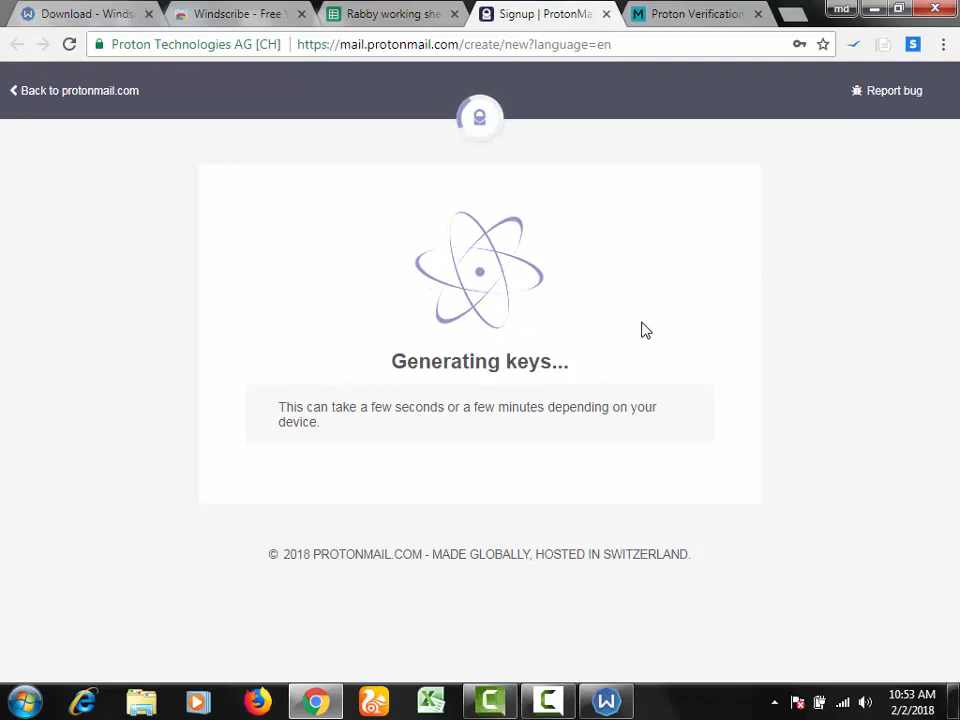 Download - Winds
Windscribe - Free
Rabby working she
Signup | ProtonMa
Proton Verification
md
Proton Technologies AG [CH]
https://mail.protonmail.com/create/new?language=en
S
Back to protonmail.com
Report bug
Generating keys...
This can take a few seconds or a few minutes depending on your
device.
© 2018 PROTONMAIL.COM - MADE GLOBALLY, HOSTED IN SWITZERLAND.
10:53 AM
2/2/2018